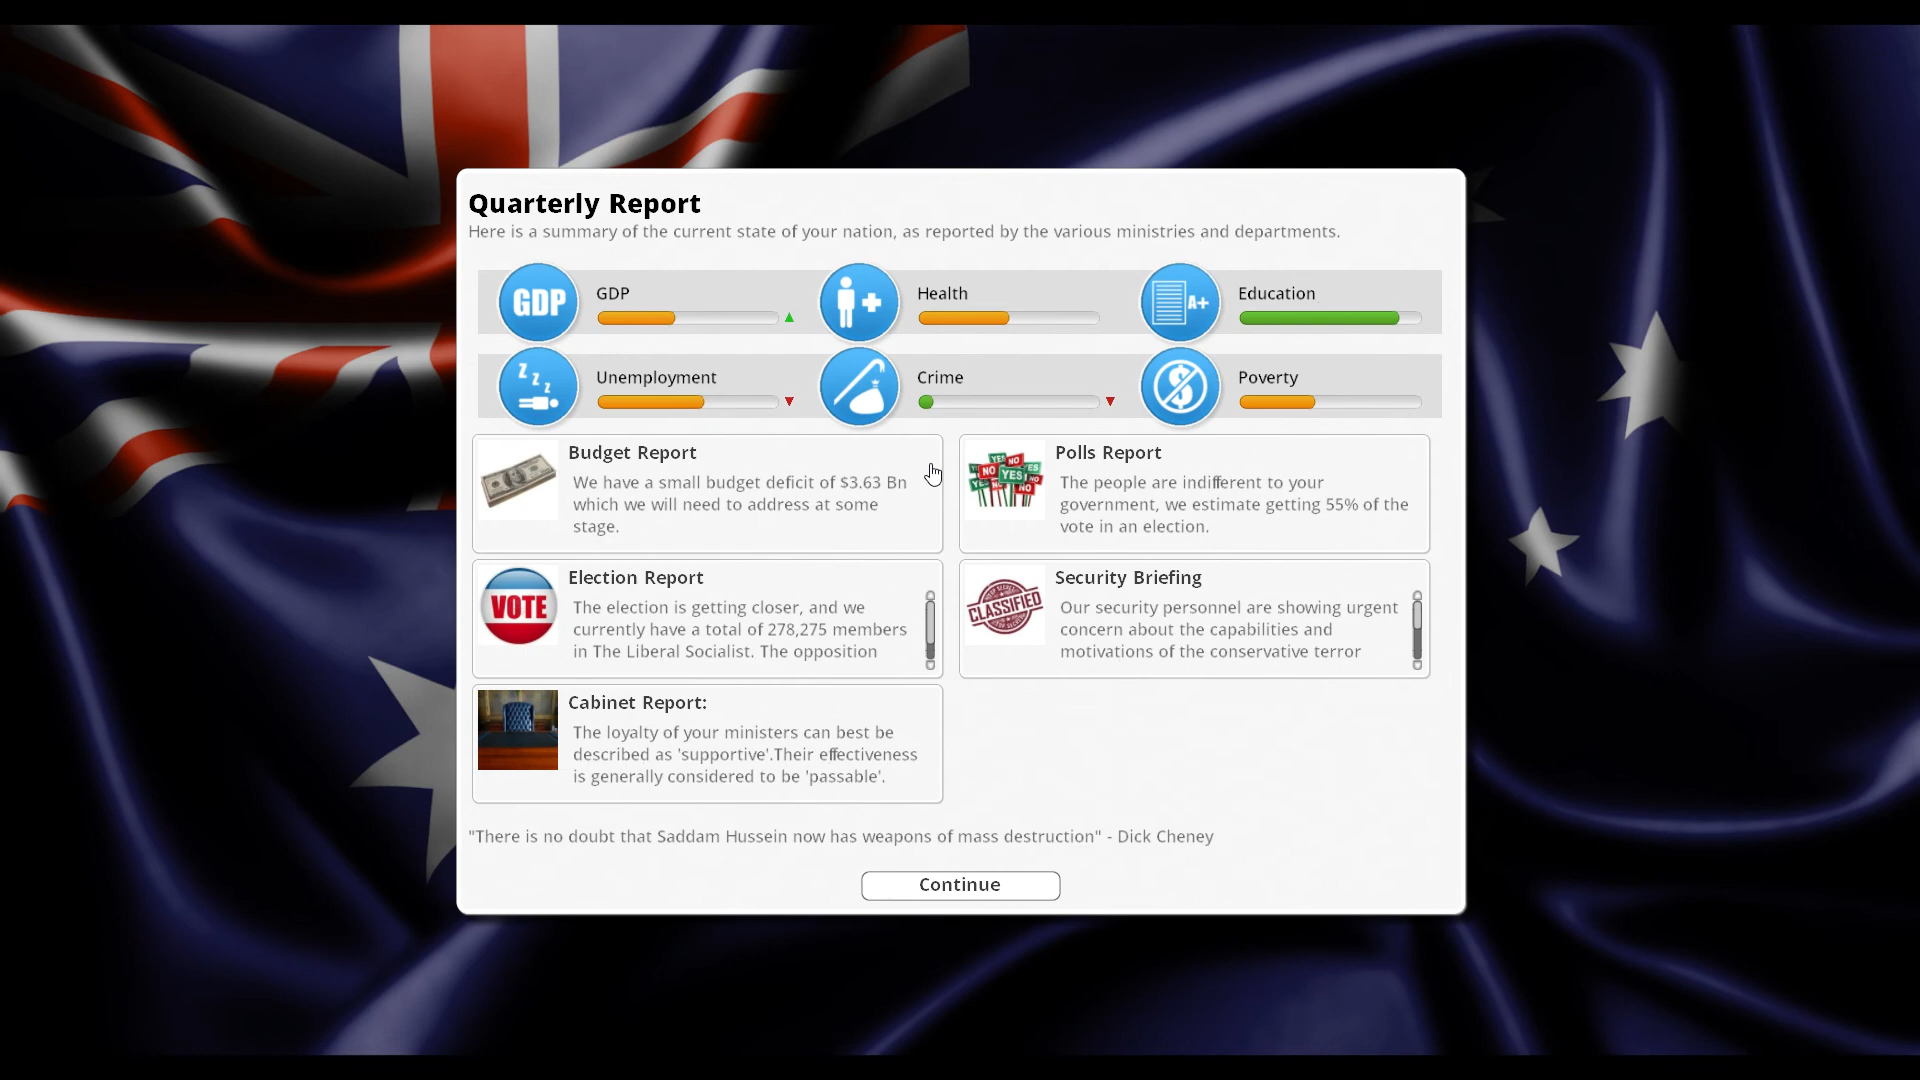 Quarterly Report
Here is a summary of the current state of your nation, as reported by the various ministries and departments.
GDP
GDP
Health
A+
Education
Z Z Z
Unemployment
Crime
$
Poverty
Budget Report
We have a small budget deficit of $3.63 Bn
which we will need to address at some
stage.
YES NO YES NO YES NO NO
Polls Report
The people are indifferent to your
government, we estimate getting 55% of the
vote in an election.
VOTE
Election Report
The election is getting closer, and we
currently have a total of 278,275 members
in The Liberal Socialist. The opposition
CLASSIFIED
Security Briefing
Our security personnel are showing urgent
concern about the capabilities and
motivations of the conservative terror
Cabinet Report:
The loyalty of your ministers can best be
described as 'supportive'.Their effectiveness
is generally considered to be 'passable'.
"There is no doubt that Saddam Hussein now has weapons of mass destruction" - Dick Cheney
Continue